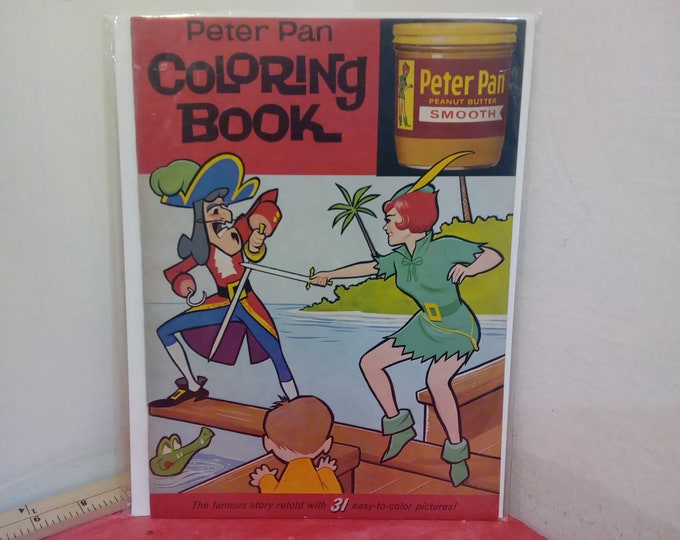 Peter Pan
COLORING
BOOK
Peter Pan
PEANUT BUTTER
SMOOTH
The famous story retold with 31 easy-to-color pictures!